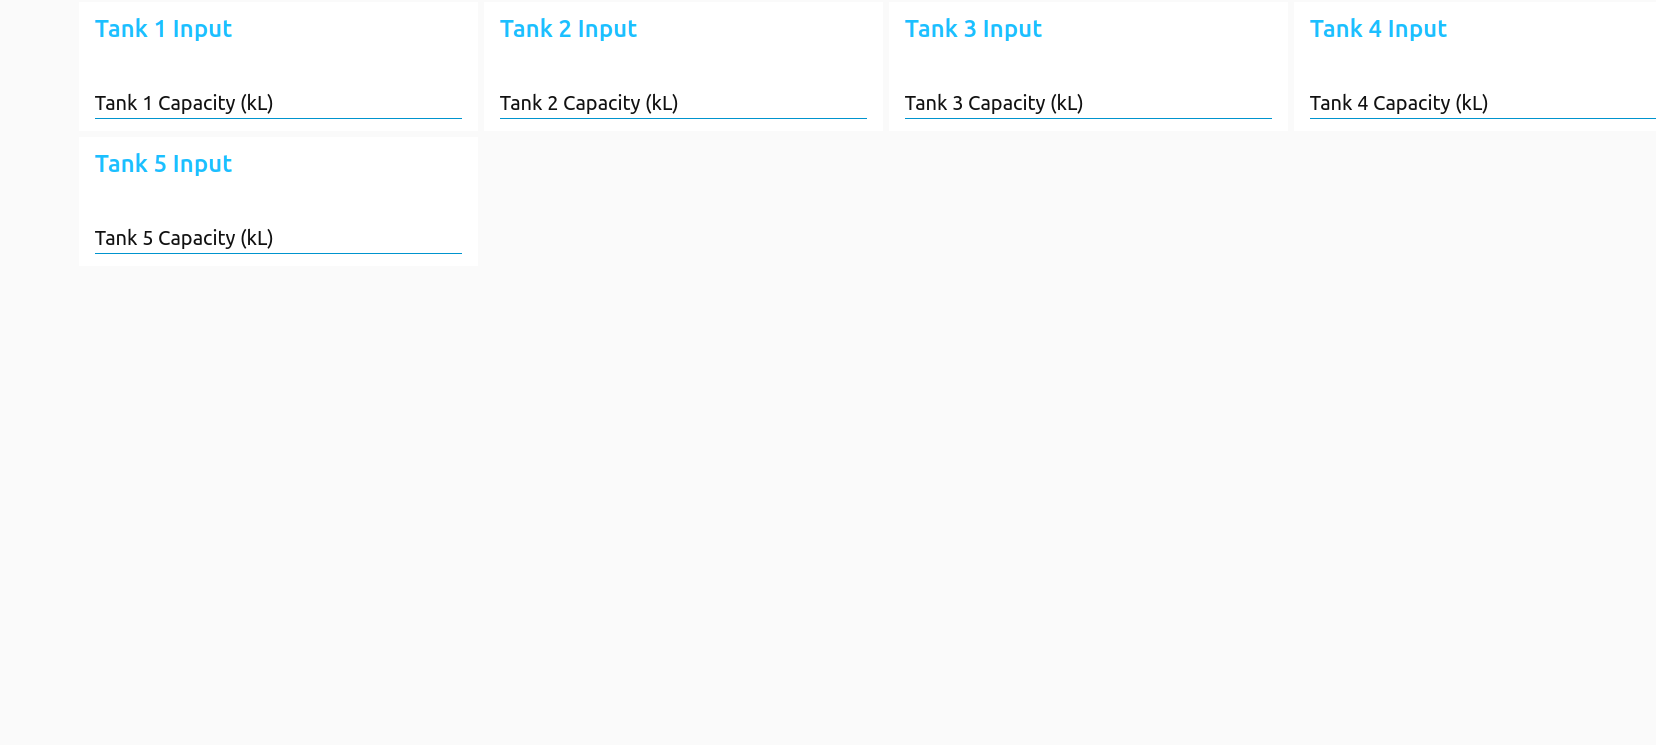 Tank 1 Input
Tank 1 Capacity (kL)
Tank 2 Input
Tank 2 Capacity (kL)
Tank 3 Input
Tank 3 Capacity (kL)
Tank 4 Input
Tank 4 Capacity (kL)
Tank 5 Input
Tank 5 Capacity (kL)